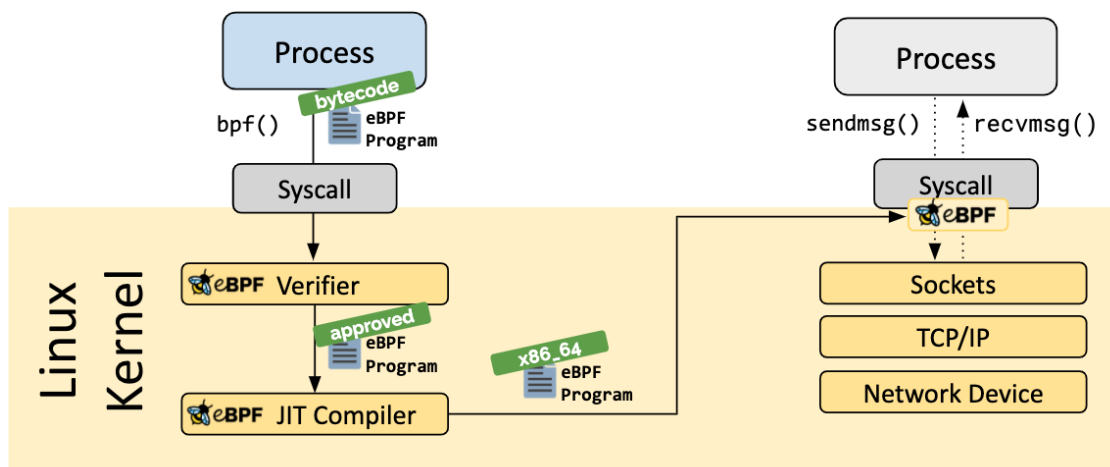 Process
bytecode
bpf()
eBPF
Program
Syscall
Linux
Kernel
eBPF Verifier
approved
eBPF
Program
eBPF JIT Compiler
x86_64
eBPF
Program
Process
sendmsg()
recvmsg()
Syscall
eBPF
Sockets
TCP/IP
Network Device